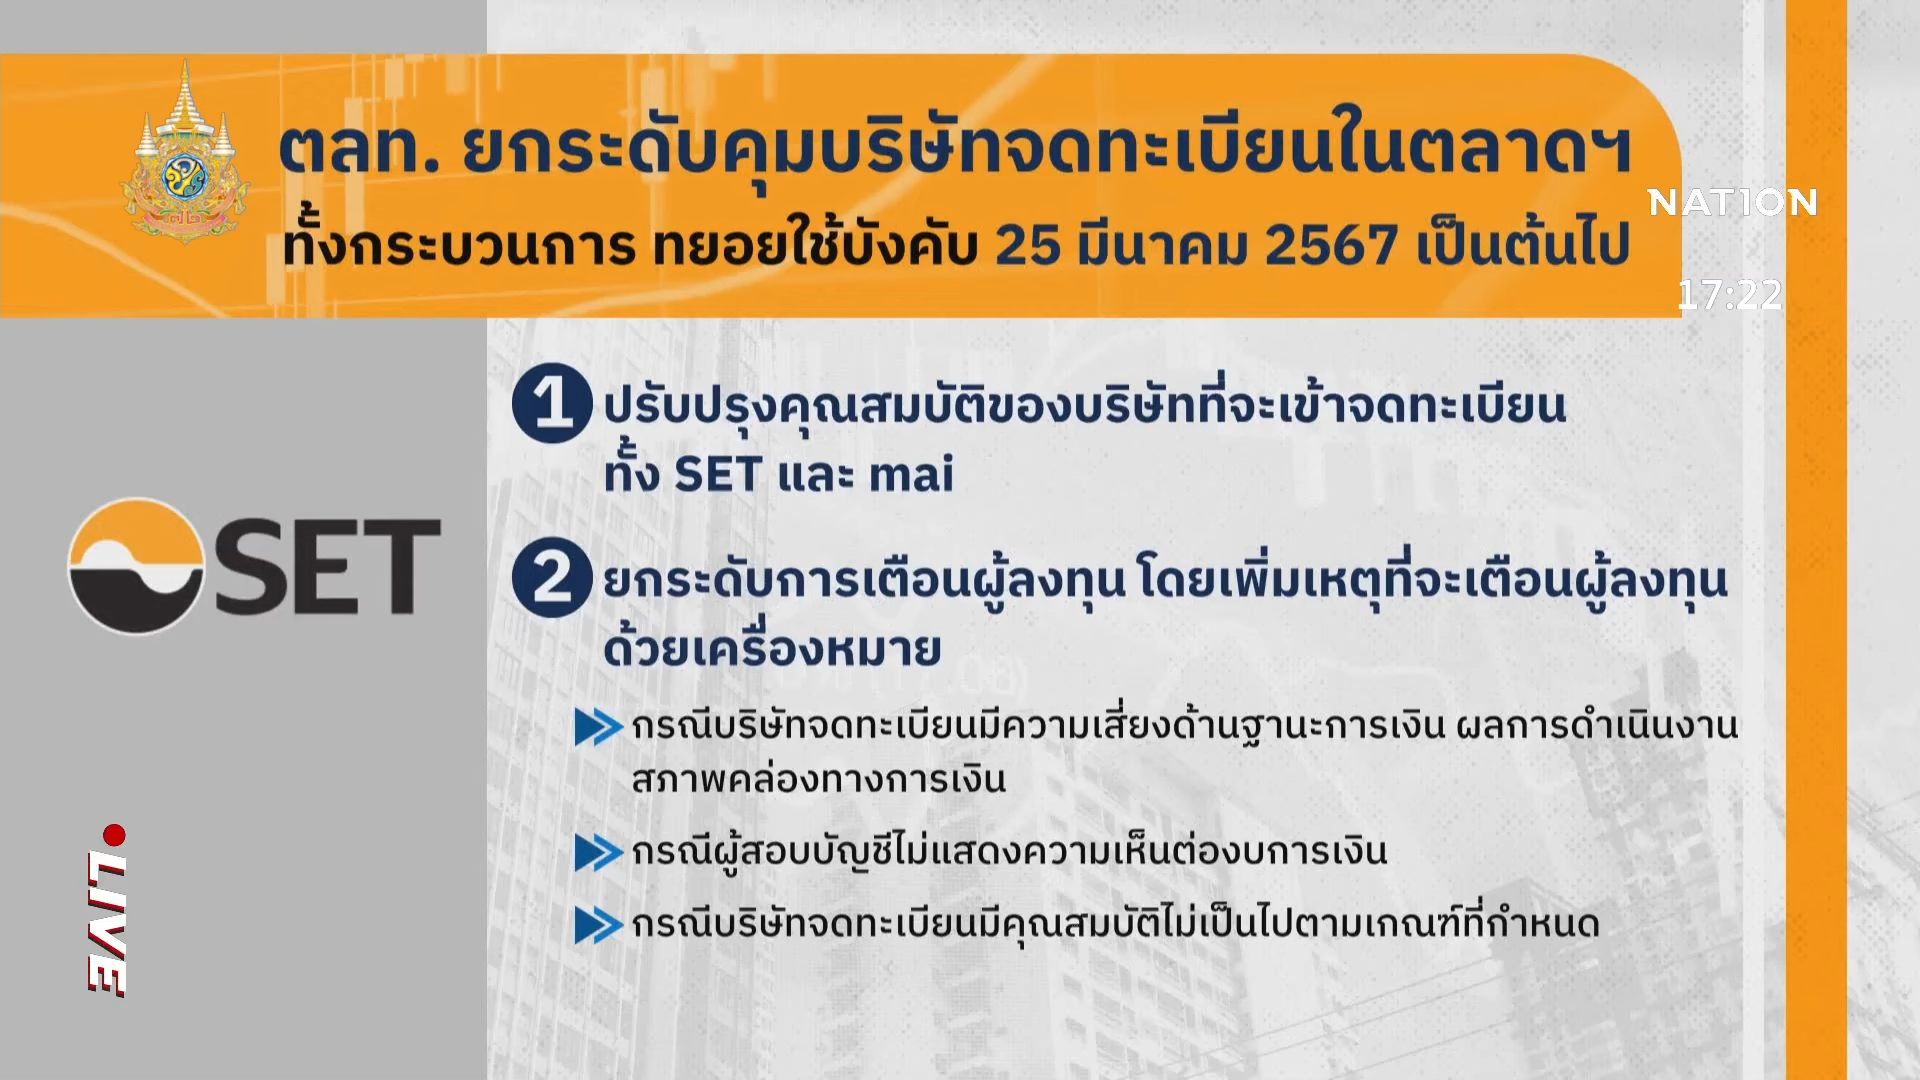 ตลท. ยกระดับคุมบริษัทจดทะเบียนในตลาดฯ
ทั้งกระบวนการ ทยอยใช้บังคับ 25 มีนาคม 2567 เป็นต้นไป
NATION
17:22
1 ปรับปรุงคุณสมบัติของบริษัทที่จะเข้าจดทะเบียน
ทั้ง SET และ mai
SET
2 ยกระดับการเตือนผู้ลงทุน โดยเพิ่มเหตุที่จะเตือนผู้ลงทุน
ด้วยเครื่องหมาย
กรณีบริษัทจดทะเบียนมีความเสี่ยงด้านฐานะการเงิน ผลการดำเนินงาน
สภาพคล่องทางการเงิน
กรณีผู้สอบบัญชีไม่แสดงความเห็นต่องบการเงิน
กรณีบริษัทจดทะเบียนมีคุณสมบัติไม่เป็นไปตามเกณฑ์ที่กำหนด
LIVE